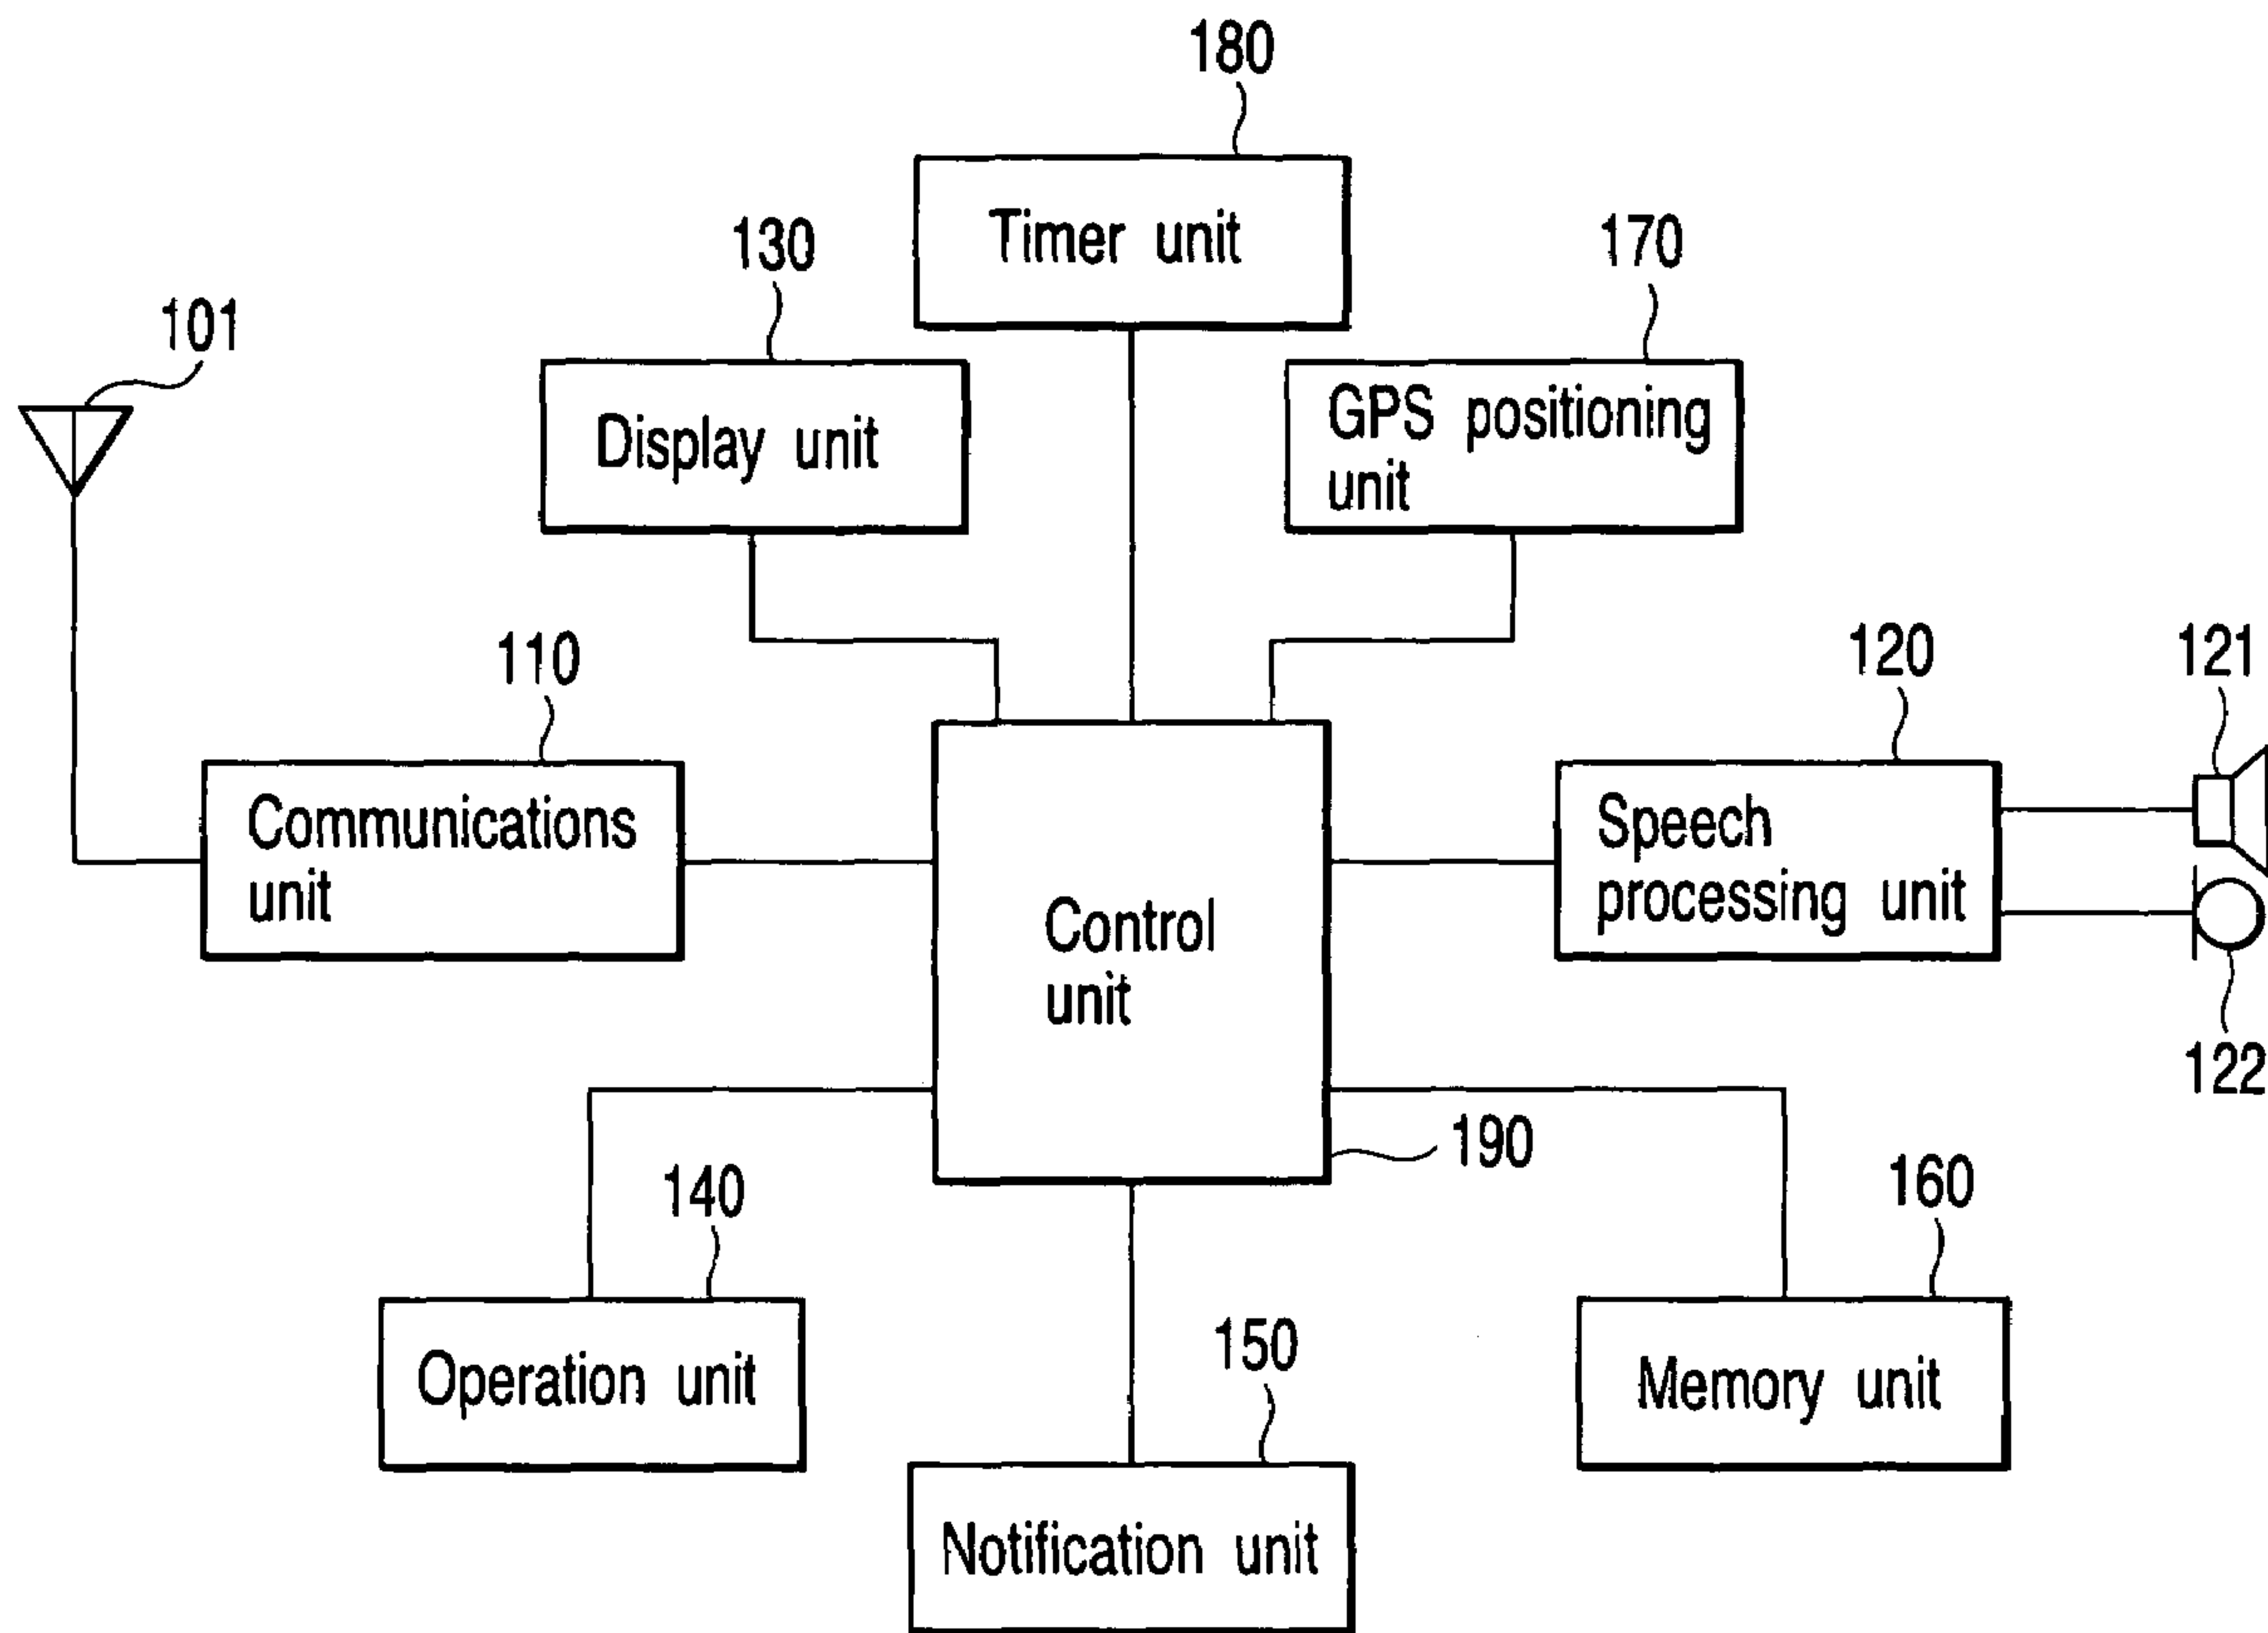 180
Timer unit
130
170
101
Display unit
GPS positioning
unit
110
120
121
Communications
unit
Speech
processing unit
Control
unit
122
190
140
160
Operation unit
150
Memory unit
Notification unit